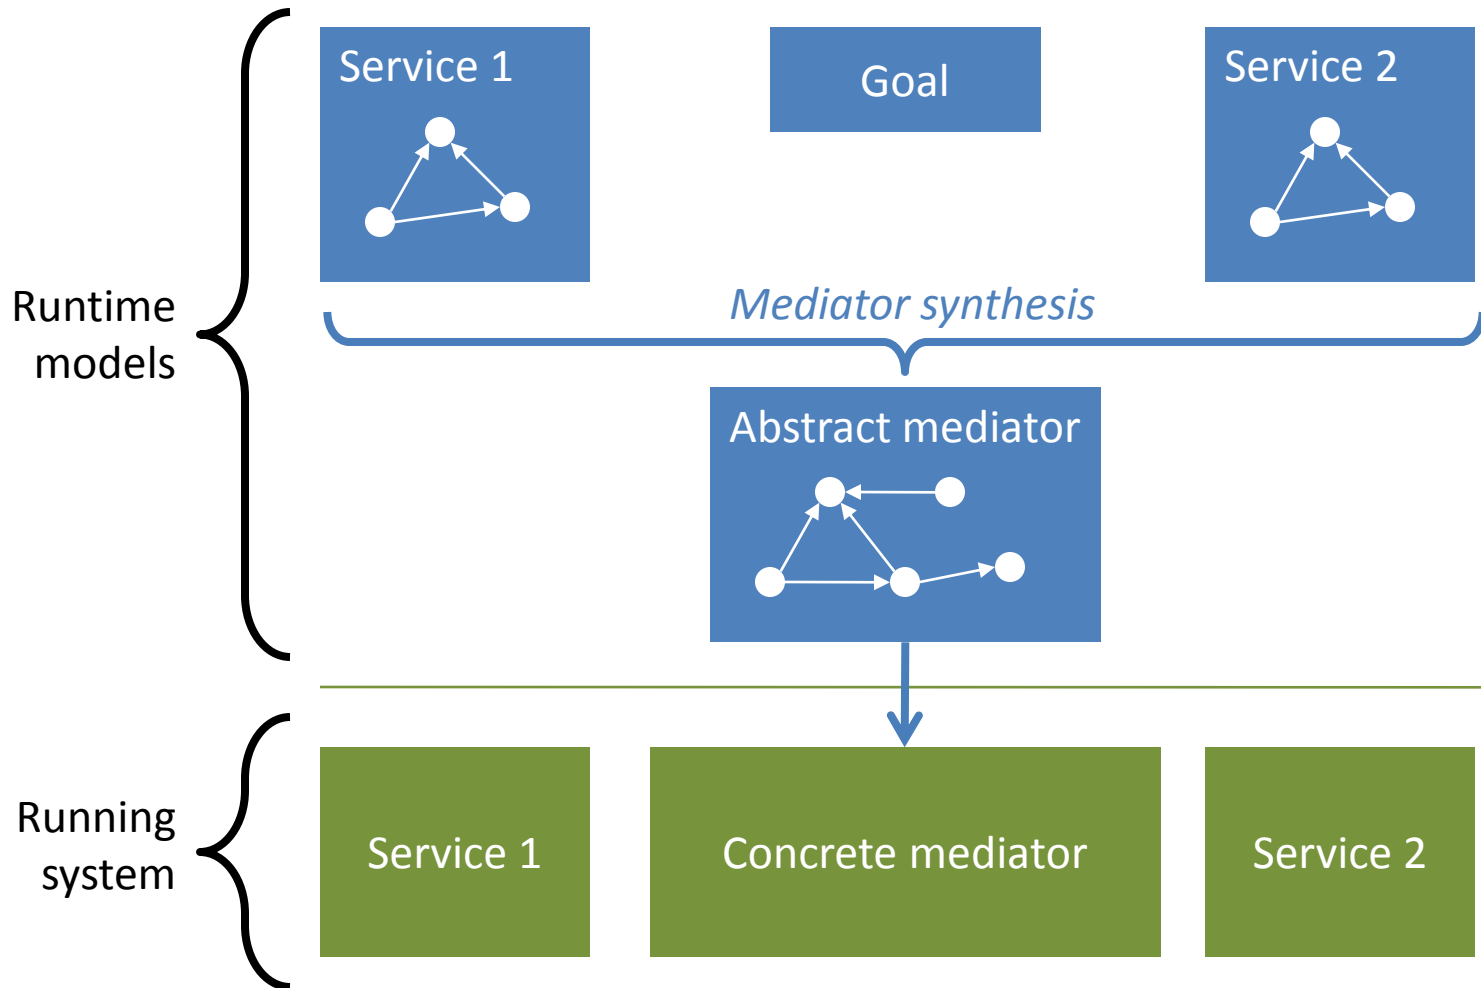 Service 1
Goal
Service 2
Runtime
models
Mediator synthesis
Abstract mediator
Running
system
Service 1
Concrete mediator
Service 2